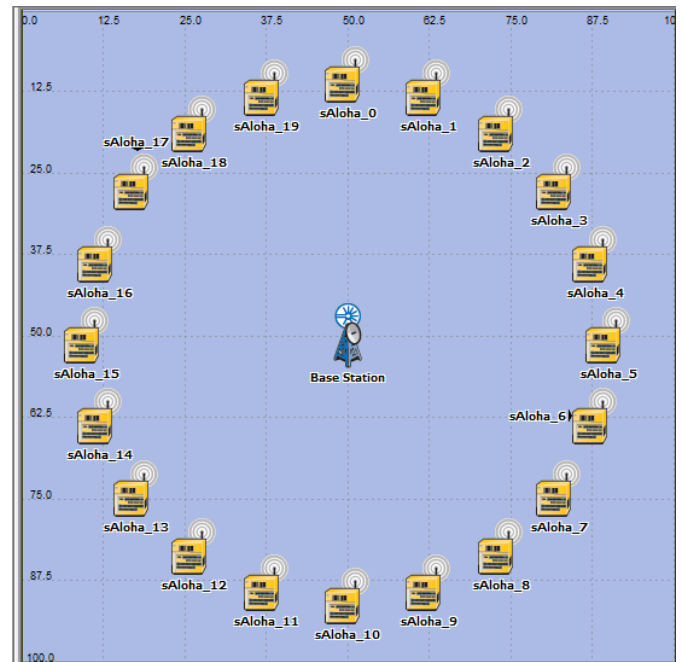 0.0 12.5 25.0 37.5 50.0 62.5 75.0 87.5
12.5
sAloha_0
sAloha_19 sAloha_1
sAloha_17
sAloha_18 sAloha_2
25.0
sAloha_3
37.5
sAloha_16 sAloha_4
50.0
sAloha_15 Base Station sAloha_5
62.5 sAloha_6
sAloha_14
75.0
sAloha_13 sAloha_7
87.5 sAloha_12 sAloha_8
sAloha_11 sAloha_10 sAloha_9
100.0